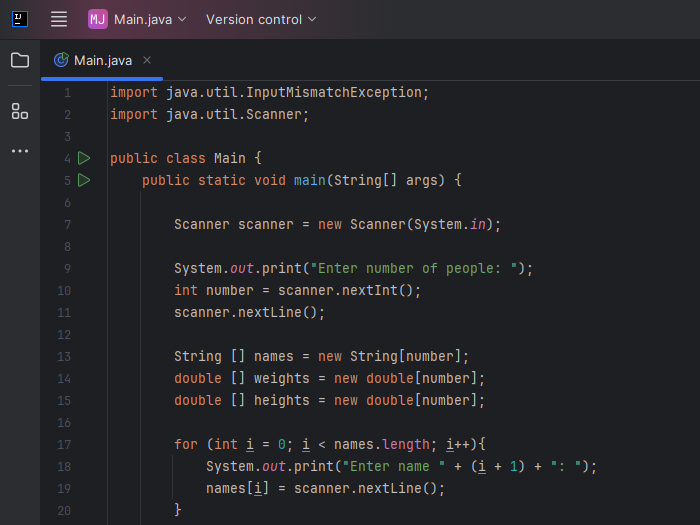 IJ
MJ Main.java Version control
Main.java
1 import java.util.InputMismatchException;
2 import java.util.Scanner;
3
4 public class Main {
5 public static void main(String[] args) {
6
7 Scanner scanner = new Scanner(System.in);
8
9 System.out.print("Enter number of people: ");
10 int number = scanner.nextInt();
11 scanner.nextLine();
12
13 String [] names = new String[number];
14 double [] weights = new double[number];
15 double [] heights = new double[number];
16
17 for (int i = 0; i < names.length; i++){
18 System.out.print("Enter name " + (i + 1) + ": ");
19 names[i] = scanner.nextLine();
20 }